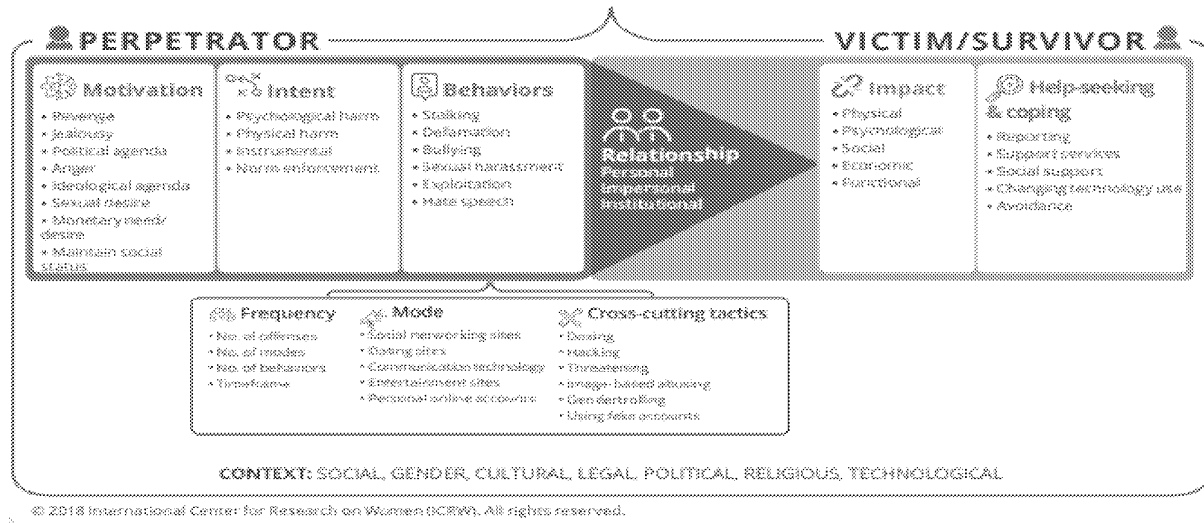 PERPETRATOR
VICTIM/SURVIVOR
Motivation
• Revenge
• Jealousy
• Political agenda
• Anger
• Ideological agenda
• Sexual desire
• Monetary need/
desire
• Maintain social
status
Intent
• Psychological harm
• Physical harm
• Instrumental
• Norm enforcement
Behaviors
• Stalking
• Defamation
• Bullying
• Sexual harassment
• Exploitation
• Hate speech
Relationship
Personal
Impersonal
Institutional
Impact
• Physical
• Psychological
• Social
• Economic
• Functional
Help-seeking
& coping
• Reporting
• Support services
• Social support
• Changing technology use
• Avoidance
Frequency
• No. of offenses
• No. of modes
• No. of behaviors
• Timeframe
Mode
• Social networking sites
• Dating sites
• Communication technology
• Entertainment sites
• Personal online accounts
Cross-cutting tactics
• Doxing
• Hacking
• Threatening
• Image-based abusing
• Gendertrolling
• Using fake accounts
CONTEXT: SOCIAL, GENDER, CULTURAL, LEGAL, POLITICAL, RELIGIOUS, TECHNOLOGICAL
© 2018 International Center for Research on Women (ICRW). All rights reserved.